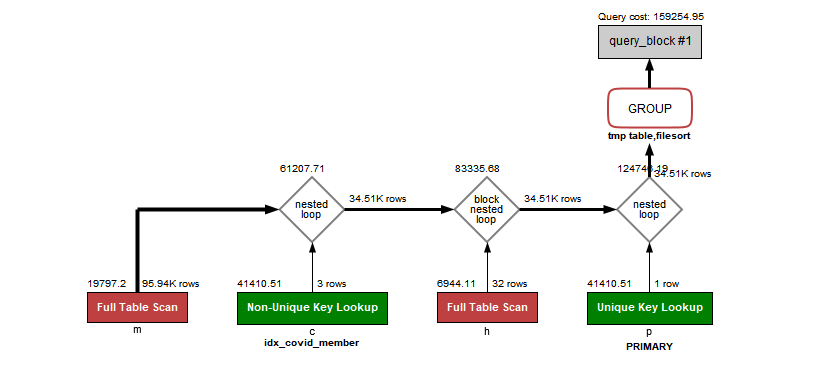 Query cost: 159254.95
query_block #1
GROUP
tmp table,filesort
61207.71
83335.68
124746.19
34.51K rows
nested
loop
34.51K rows
block
nested
loop
34.51K rows
nested
loop
19797.2
95.94K rows
41410.51
3 rows
6944.11
32 rows
41410.51
1 row
Full Table Scan
Non-Unique Key Lookup
Full Table Scan
Unique Key Lookup
m
c
h
p
idx_covid_member
PRIMARY